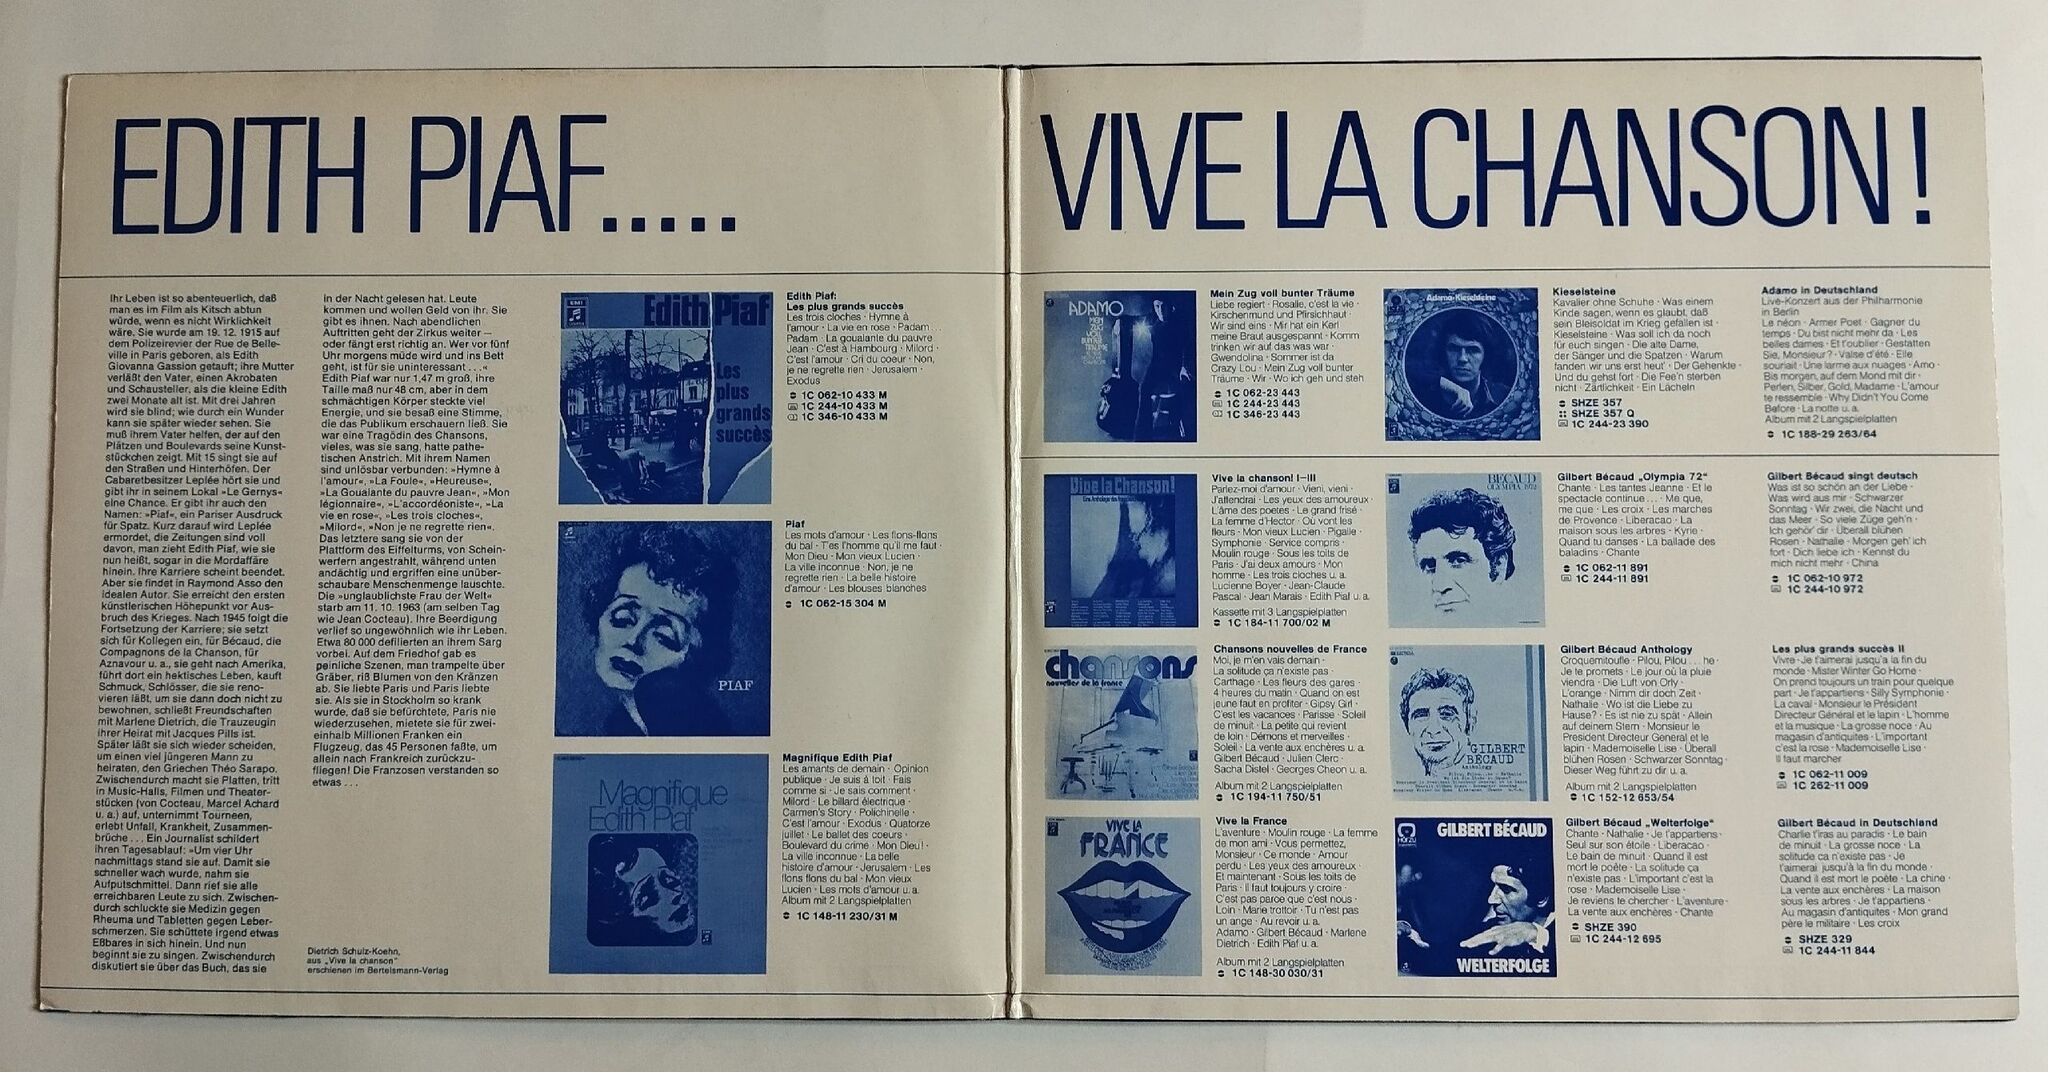 EDITH PIAF.....
Ihr Leben ist so abenteuerlich, daß
man es im Film als Kitsch abtun
würde, wenn es nicht Wirklichkeit
wäre. Sie wurde am 19. 12. 1915 auf
dem Polizeirevier der Rue de Belle-
ville in Paris geboren, als Edith
Giovanna Gassion getauft; ihre Mutter
verläßt den Vater, einen Akrobaten
und Schausteller, als die kleine Edith
zwei Monate alt ist. Mit drei Jahren
wird sie blind; wie durch ein Wunder
kann sie später wieder sehen. Sie
muß ihrem Vater helfen, der auf den
Plätzen und Boulevards seine Kunst-
stückchen zeigt. Mit 15 singt sie auf
den Straßen und Hinterhöfen. Der
Cabaretbesitzer Leplée hört sie und
gibt ihr in seinem Lokal »Le Gernys«
eine Chance. Er gibt ihr auch den
Namen: »Piaf«, ein Pariser Ausdruck
für Spatz. Kurz darauf wird Leplée
ermordet, die Zeitungen sind voll
davon, man zieht Edith Piaf, wie sie
nun heißt, sogar in die Mordaffäre
hinein. Ihre Karriere scheint beendet.
Aber sie findet in Raymond Asso den
idealen Autor. Sie erreicht den ersten
künstlerischen Höhepunkt vor Aus-
bruch des Krieges. Nach 1945 folgt die
Fortsetzung der Karriere; sie setzt
sich für Kollegen ein, für Bécaud, die
Compagnons de la Chanson, für
Aznavour u. a., sie geht nach Amerika,
führt dort ein hektisches Leben, kauft
Schmuck, Schlösser, die sie reno-
vieren läßt, um sie dann doch nicht zu
bewohnen, schließt Freundschaften
mit Marlene Dietrich, die Trauzeugin
ihrer Heirat mit Jacques Pills ist.
Später läßt sie sich wieder scheiden,
um einen viel jüngeren Mann zu
heiraten, den Griechen Théo Sarapo.
Zwischendurch macht sie Platten, tritt
in Music-Halls, Filmen und Theater-
stücken (von Cocteau, Marcel Achard
u. a.) auf, unternimmt Tourneen,
erlebt Unfall, Krankheit, Zusammen-
brüche . . . Ein Journalist schildert
ihren Tagesablauf: »Um vier Uhr
nachmittags stand sie auf. Damit sie
schneller wach wurde, nahm sie
Aufputschmittel. Dann rief sie alle
erreichbaren Leute zu sich. Zwischen-
durch schluckte sie Medizin gegen
Rheuma und Tabletten gegen Leber-
schmerzen. Sie schüttete irgend etwas
Eßbares in sich hinein. Und nun
beginnt sie zu singen. Zwischendurch
diskutiert sie über das Buch, das sie
in der Nacht gelesen hat. Leute
kommen und wollen Geld von ihr. Sie
gibt es ihnen. Nach abendlichen
Auftritten geht der Zirkus weiter –
oder fängt erst richtig an. Wer vor fünf
Uhr morgens müde wird und ins Bett
geht, ist für sie uninteressant . . .«
Edith Piaf war nur 1,47 m groß, ihre
Taille maß nur 48 cm, aber in dem
schmächtigen Körper steckte viel
Energie, und sie besaß eine Stimme,
die das Publikum erschauern ließ. Sie
war eine Tragödin des Chansons,
vieles, was sie sang, hatte pathe-
tischen Anstrich. Mit ihrem Namen
sind unlösbar verbunden: »Hymne à
l'amour«, »La Foule«, »Heureuse«,
»La Goualante du pauvre Jean«, »Mon
légionnaire«, »L'accordéoniste«, »La
vie en rose«, »Les trois cloches«,
»Milord«, »Non je ne regrette rien«.
Das letztere sang sie von der
Plattform des Eiffelturms, von Schein-
werfern angestrahlt, während unten
andächtig und ergriffen eine unüber-
schaubare Menschenmenge lauschte.
Die »unglaublichste Frau der Welt«
starb am 11. 10. 1963 (am selben Tag
wie Jean Cocteau). Ihre Beerdigung
verlief so ungewöhnlich wie ihr Leben.
Etwa 80 000 defilierten an ihrem Sarg
vorbei. Auf dem Friedhof gab es
peinliche Szenen, man trampelte über
Gräber, riß Blumen von den Kränzen
ab. Sie liebte Paris und Paris liebte
sie. Als sie in Stockholm so krank
wurde, daß sie befürchtete, Paris nie
wiederzusehen, mietete sie für zwei-
einhalb Millionen Franken ein
Flugzeug, das 45 Personen faßte, um
allein nach Frankreich zurückzu-
fliegen! Die Franzosen verstanden so
etwas . . .
Dietrich Schulz-Koehn,
aus „Vive la chanson"
erschienen im Bertelsmann-Verlag
EMI
Edith Piaf
Les
plus
grands
succès
Edith Piaf:
Les plus grands succès
Les trois cloches · Hymne à
l'amour · La vie en rose · Padam . . .
Padam · La goualante du pauvre
Jean · C'est à Hambourg · Milord ·
C'est l'amour · Cri du coeur · Non,
je ne regrette rien · Jerusalem ·
Exodus
1C 062-10 433 M
1C 244-10 433 M
1C 346-10 433 M
PIAF
Piaf
Les mots d'amour · Les flons-flons
du bal · T'es l'homme qu'il me faut ·
Mon Dieu · Mon vieux Lucien ·
La ville inconnue · Non, je ne
regrette rien · La belle histoire
d'amour · Les blouses blanches
1C 062-15 304 M
Magnifique
Edith Piaf
Magnifique Edith Piaf
Les amants de demain · Opinion
publique · Je suis à toi · Fais
comme si · Je sais comment ·
Milord · Le billard électrique ·
Carmen's Story · Polichinelle ·
C'est l'amour · Exodus · Quatorze
juillet · Le ballet des coeurs ·
Boulevard du crime · Mon Dieu! ·
La ville inconnue · La belle
histoire d'amour · Jerusalem · Les
flons flons du bal · Mon vieux
Lucien · Les mots d'amour u. a.
Album mit 2 Langspielplatten
1C 148-11 230/31 M
VIVE LA CHANSON!
ADAMO
MEIN
ZUG
VOLL
BUNTER
TRÄUME
Mein Zug voll bunter Träume
Liebe regiert · Rosalie, c'est la vie ·
Kirschenmund und Pfirsichhaut ·
Wir sind eins · Mir hat ein Kerl
meine Braut ausgespannt · Komm
trinken wir auf das was war ·
Gwendolina · Sommer ist da
Crazy Lou · Mein Zug voll bunter
Träume · Wir · Wo ich geh und steh
1C 062-23 443
1C 244-23 443
1C 346-23 443
Adamo · Kieselsteine
Kieselsteine
Kavalier ohne Schuhe · Was einem
Kinde sagen, wenn es glaubt, daß
sein Bleisoldat im Krieg gefallen ist ·
Kieselsteine · Was soll ich da noch
für euch singen · Die alte Dame,
der Sänger und die Spatzen · Warum
fanden wir uns erst heut' · Der Gehenkte ·
Und du gehst fort · Die Fee'n sterben
nicht · Zärtlichkeit · Ein Lächeln
SHZE 357
SHZE 357 Q
1C 244-23 390
Adamo in Deutschland
Live-Konzert aus der Philharmonie
in Berlin
Le néon · Armer Poet · Gagner du
temps · Du bist nicht mehr da · Les
belles dames · Et t'oublier · Gestatten
Sie, Monsieur? · Valse d'été · Elle
souriait · Une larme aux nuages · Amo ·
Bis morgen, auf dem Mond mit dir ·
Perlen, Silber, Gold, Madame · L'amour
te ressemble · Why Didn't You Come
Before · La notte u. a.
Album mit 2 Langspielplatten
1C 188-29 263/64
Vive la Chanson!
Vive la chanson! I–III
Parlez-moi d'amour · Vieni, vieni ·
J'attendrai · Les yeux des amoureux ·
L'âme des poetes · Le grand frisé ·
La femme d'Hector · Où vont les
fleurs · Mon vieux Lucien · Pigalle ·
Symphonie · Service compris ·
Moulin rouge · Sous les toits de
Paris · J'ai deux amours · Mon
homme · Les trois cloches u. a.
Lucienne Boyer · Jean-Claude
Pascal · Jean Marais · Edith Piaf u. a.
Kassette mit 3 Langspielplatten
1C 184-11 700/02 M
BÉCAUD
OLYMPIA 1972
Gilbert Bécaud „Olympia 72"
Chante · Les tantes Jeanne · Et le
spectacle continue . . . Me que,
me que · Les croix · Les marches
de Provence · Liberacao · La
maison sous les arbres · Kyrie ·
Quand tu danses · La ballade des
baladins · Chante
1C 062-11 891
1C 244-11 891
Gilbert Bécaud singt deutsch
Was ist so schön an der Liebe ·
Was wird aus mir · Schwarzer
Sonntag · Wir zwei, die Nacht und
das Meer · So viele Züge geh'n ·
Ich gehör' dir · Überall blühen
Rosen · Nathalie · Morgen geh' ich
fort · Dich liebe ich · Kennst du
mich nicht mehr · China
1C 062-10 972
1C 244-10 972
chansons
nouvelles de la france
Chansons nouvelles de France
Moi, je m'en vais demain ·
La solitude ça n'existe pas ·
Carthage · Les fleurs des gares ·
4 heures du matin · Quand on est
jeune faut en profiter · Gipsy Girl ·
C'est les vacances · Parisse · Soleil
de minuit · La petite qui revient
de loin · Démons et merveilles ·
Soleil · La vente aux enchères u. a.
Gilbert Bécaud · Julien Clerc ·
Sacha Distel · Georges Cheon u. a.
Album mit 2 Langspielplatten
1C 194-11 750/51
GILBERT
BÉCAUD
Anthology
Gilbert Bécaud Anthology
Croquemitoufle · Pilou, Pilou . . . he ·
Je te promets · Le jour où la pluie
viendra · Die Luft von Orly ·
L'orange · Nimm dir doch Zeit ·
Nathalie · Wo ist die Liebe zu
Hause? · Es ist nie zu spät · Allein
auf deinem Stern · Monsieur le
President Directeur General et le
lapin · Mademoiselle Lise · Überall
blühen Rosen · Schwarzer Sonntag ·
Dieser Weg führt zu dir u. a.
Album mit 2 Langspielplatten
1C 152-12 653/54
Les plus grands succès II
Vivre · Je t'aimerai jusqu'a la fin du
monde · Mister Winter Go Home ·
On prend toujours un train pour quelque
part · Je t'appartiens · Silly Symphonie ·
La caval · Monsieur le Président
Directeur Général et le lapin · L'homme
et la musique · La grosse noce · Au
magasin d'antiquites · L'important
c'est la rose · Mademoiselle Lise ·
Il faut marcher
1C 062-11 009
1C 262-11 009
VIVE LA
FRANCE
Vive la France
L'aventure · Moulin rouge · La femme
de mon ami · Vous permettez,
Monsieur · Ce monde · Amour
perdu · Les yeux des amoureux ·
Et maintenant · Sous les toits de
Paris · Il faut toujours y croire ·
C'est pas parce que c'est nous ·
Loin · Marie trottoir · Tu n'est pas
un ange · Au revoir u. a.
Adamo · Gilbert Bécaud · Marlene
Dietrich · Edith Piaf u. a.
Album mit 2 Langspielplatten
1C 148-30 030/31
HÖRZU
GILBERT BÉCAUD
WELTERFOLGE
Gilbert Bécaud „Welterfolge"
Chante · Nathalie · Je t'appartiens ·
Seul sur son étoile · Liberacao ·
Le bain de minuit · Quand il est
mort le poète · La solitude ça
n'existe pas · L'important c'est la
rose · Mademoiselle Lise ·
Je reviens te chercher · L'aventure ·
La vente aux enchères · Chante
SHZE 390
1C 244-12 695
Gilbert Bécaud in Deutschland
Charlie t'iras au paradis · Le bain
de minuit · La grosse noce · La
solitude ca n'existe pas · Je
t'aimerai jusqu'a la fin du monde ·
Quand il est mort le poète · La chine ·
La vente aux enchères · La maison
sous les arbres · Je t'appartiens ·
Au magasin d'antiquites · Mon grand
père le militaire · Les croix
SHZE 329
1C 244-11 844